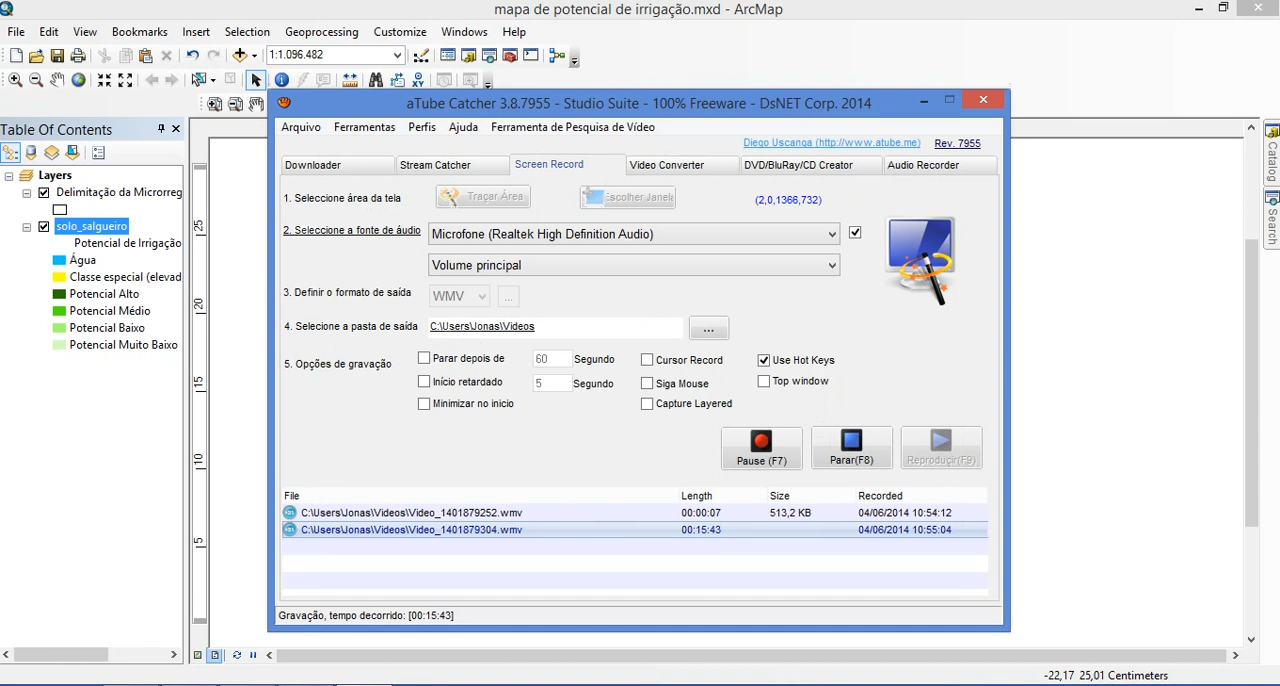 mapa de potencial de irrigação.mxd - ArcMap
File Edit View Bookmarks Insert Selection Geoprocessing Customize Windows Help
1:1.096.482
Table Of Contents
Layers
Delimitação da Microrreg
solo_salgueiro
Potencial de Irrigação
Água
Classe especial (elevad
Potencial Alto
Potencial Médio
Potencial Baixo
Potencial Muito Baixo
25
20
15
10
5
Catalog
Search
aTube Catcher 3.8.7955 - Studio Suite - 100% Freeware - DsNET Corp. 2014
Arquivo Ferramentas Perfis Ajuda Ferramenta de Pesquisa de Vídeo
Diego Uscanga (http://www.atube.me) Rev. 7955
Downloader Stream Catcher Screen Record Video Converter DVD/BluRay/CD Creator Audio Recorder
1. Seleccione área da tela Traçar Área Escolher Janela (2,0,1366,732)
2. Seleccione a fonte de áudio Microfone (Realtek High Definition Audio)
Volume principal
3. Definir o formato de saída WMV ...
4. Selecione a pasta de saída C:\Users\Jonas\Videos ...
5. Opções de gravação Parar depois de 60 Segundo Cursor Record Use Hot Keys
Início retardado 5 Segundo Siga Mouse Top window
Minimizar no inicio Capture Layered
Pause (F7) Parar(F8) Reproduçir(F9)
File Length Size Recorded
C:\Users\Jonas\Videos\Video_1401879252.wmv 00:00:07 513,2 KB 04/06/2014 10:54:12
C:\Users\Jonas\Videos\Video_1401879304.wmv 00:15:43 04/06/2014 10:55:04
Gravação, tempo decorrido: [00:15:43]
-22,17 25,01 Centimeters